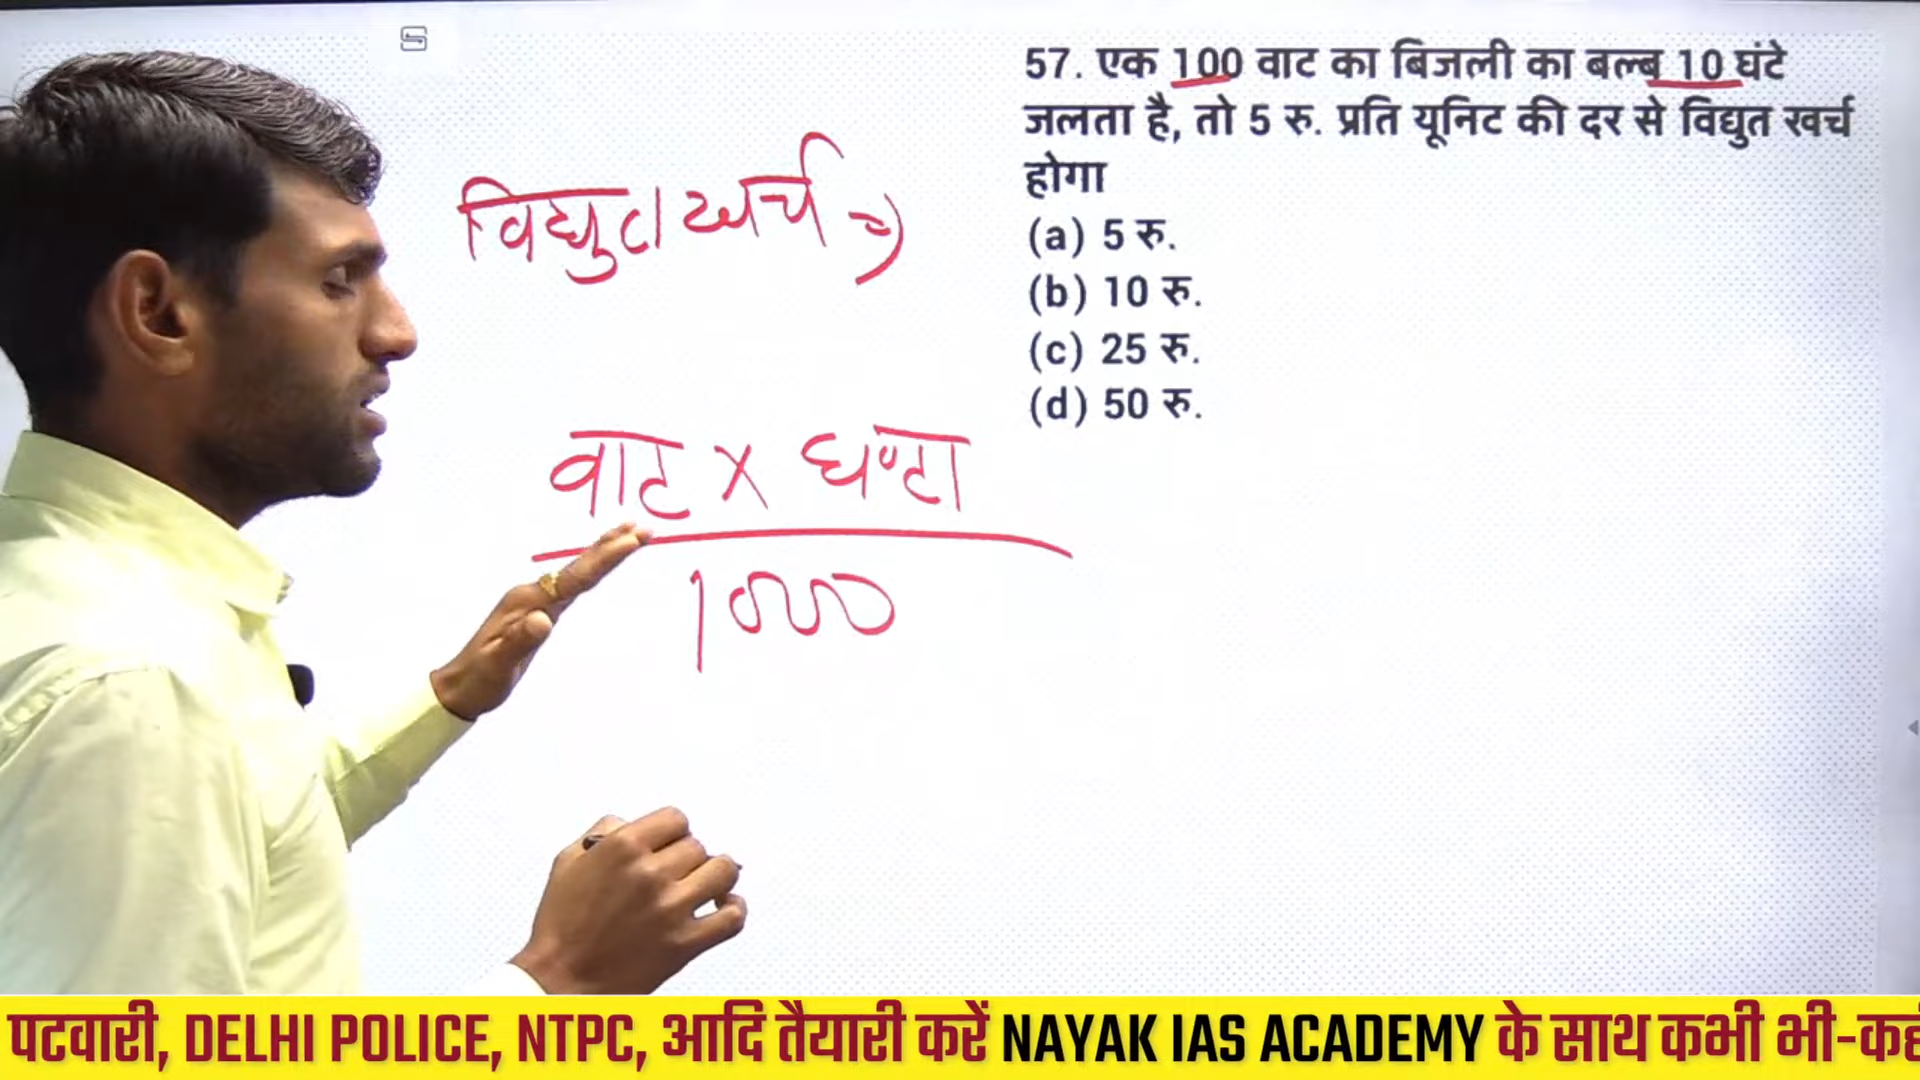 57. एक 100 वाट का बिजली का बल्ब 10 घंटे
जलता है, तो 5 रु. प्रति यूनिट की दर से विद्युत खर्च
होगा
(a) 5 रु.
(b) 10 रु.
(c) 25 रु.
(d) 50 रु.
विद्युत खर्च =)
वाट x घण्टा
1000
पटवारी, DELHI POLICE, NTPC, आदि तैयारी करें NAYAK IAS ACADEMY के साथ कभी भी-